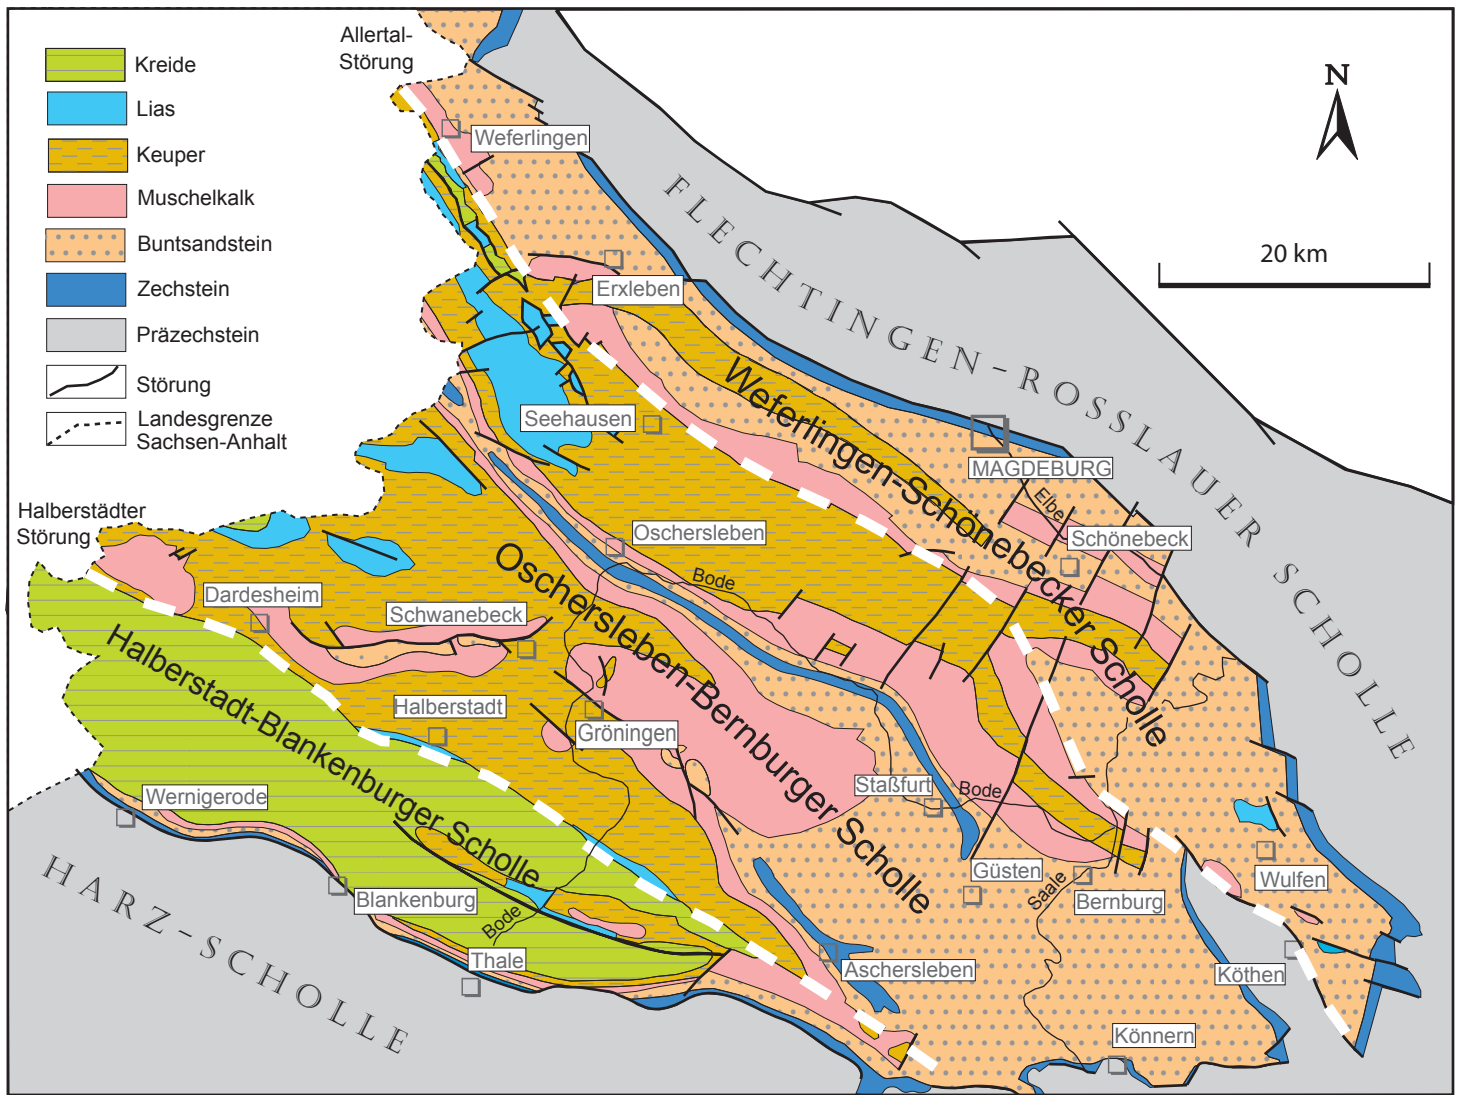 Kreide
Lias
Keuper
Muschelkalk
Buntsandstein
Zechstein
Präzechstein
Störung
Landesgrenze
Sachsen-Anhalt
Allertal-
Störung
N
20 km
Weferlingen
FLECHTINGEN-ROSSLAUER SCHOLLE
Erxleben
Weferlingen-Schönebecker Scholle
Seehausen
MAGDEBURG
Elbe
Schönebeck
Halberstädter
Störung
Oschersleben
Bode
Oschersleben-Bernburger Scholle
Dardesheim
Schwanebeck
Halberstadt-Blankenburger Scholle
Halberstadt
Gröningen
Staßfurt
Bode
Wernigerode
Güsten
Saale
Bernburg
Wulfen
Blankenburg
Bode
HARZ-SCHOLLE
Thale
Aschersleben
Köthen
Könnern